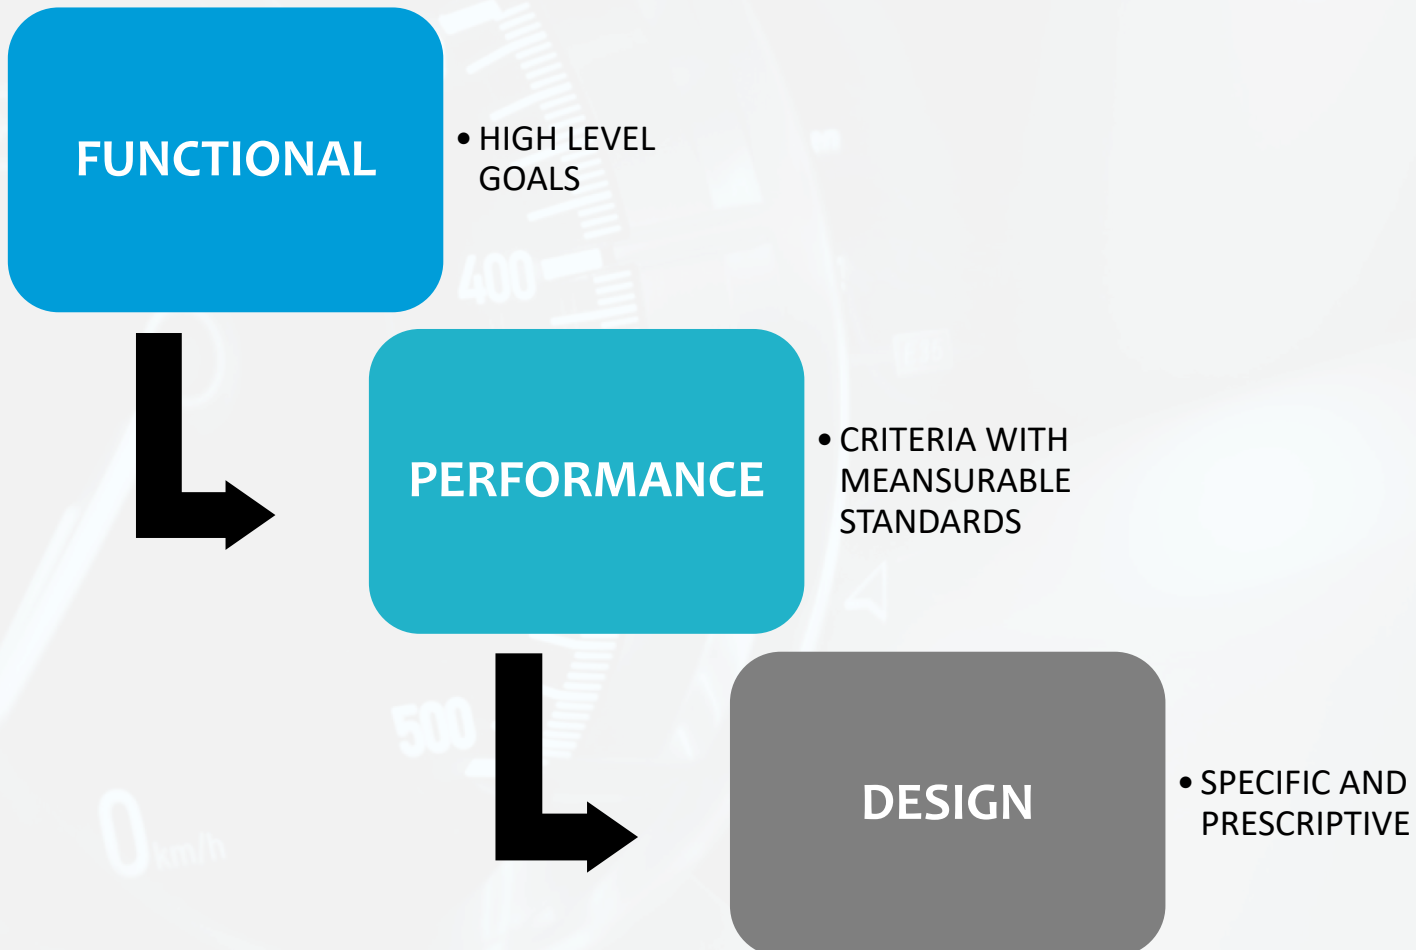 FUNCTIONAL
• HIGH LEVEL
GOALS
400
PERFORMANCE
• CRITERIA WITH
MEANSURABLE
STANDARDS
500
DESIGN
• SPECIFIC AND
PRESCRIPTIVE
0 km/h